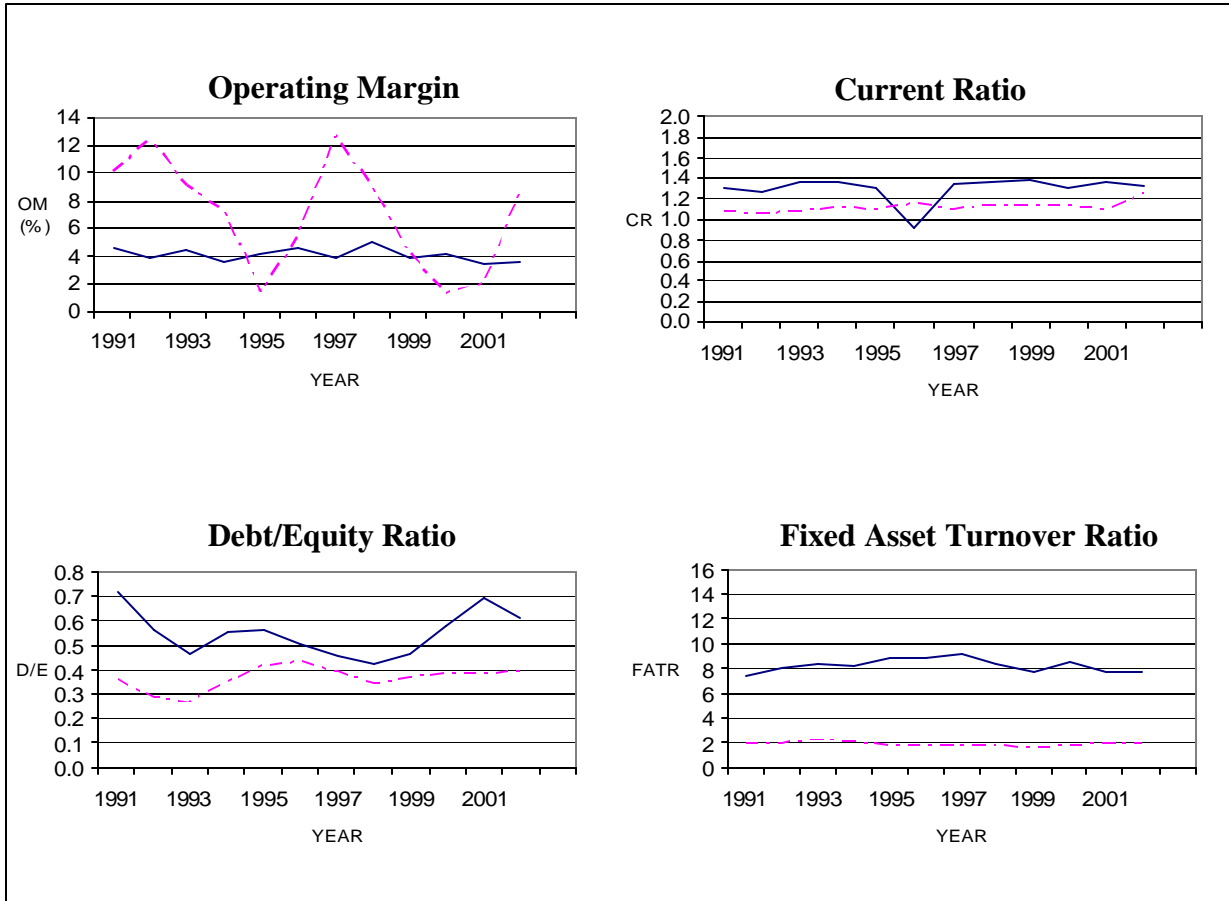 Operating Margin
14
12
10
8
6
4
2
0
OM
(%)
1991 1993 1995 1997 1999 2001
YEAR
Current Ratio
2.0
1.8
1.6
1.4
1.2
1.0
0.8
0.6
0.4
0.2
0.0
CR
1991 1993 1995 1997 1999 2001
YEAR
Debt/Equity Ratio
0.8
0.7
0.6
0.5
0.4
0.3
0.2
0.1
0.0
D/E
1991 1993 1995 1997 1999 2001
YEAR
Fixed Asset Turnover Ratio
16
14
12
10
8
6
4
2
0
FATR
1991 1993 1995 1997 1999 2001
YEAR